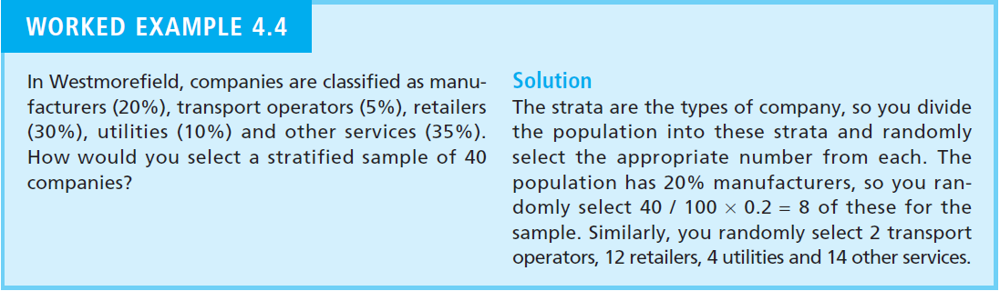 WORKED EXAMPLE 4.4
In Westmorefield, companies are classified as manu-
facturers (20%), transport operators (5%), retailers
(30%), utilities (10%) and other services (35%).
How would you select a stratified sample of 40
companies?
Solution
The strata are the types of company, so you divide
the population into these strata and randomly
select the appropriate number from each. The
population has 20% manufacturers, so you ran-
domly select 40 / 100 × 0.2 = 8 of these for the
sample. Similarly, you randomly select 2 transport
operators, 12 retailers, 4 utilities and 14 other services.